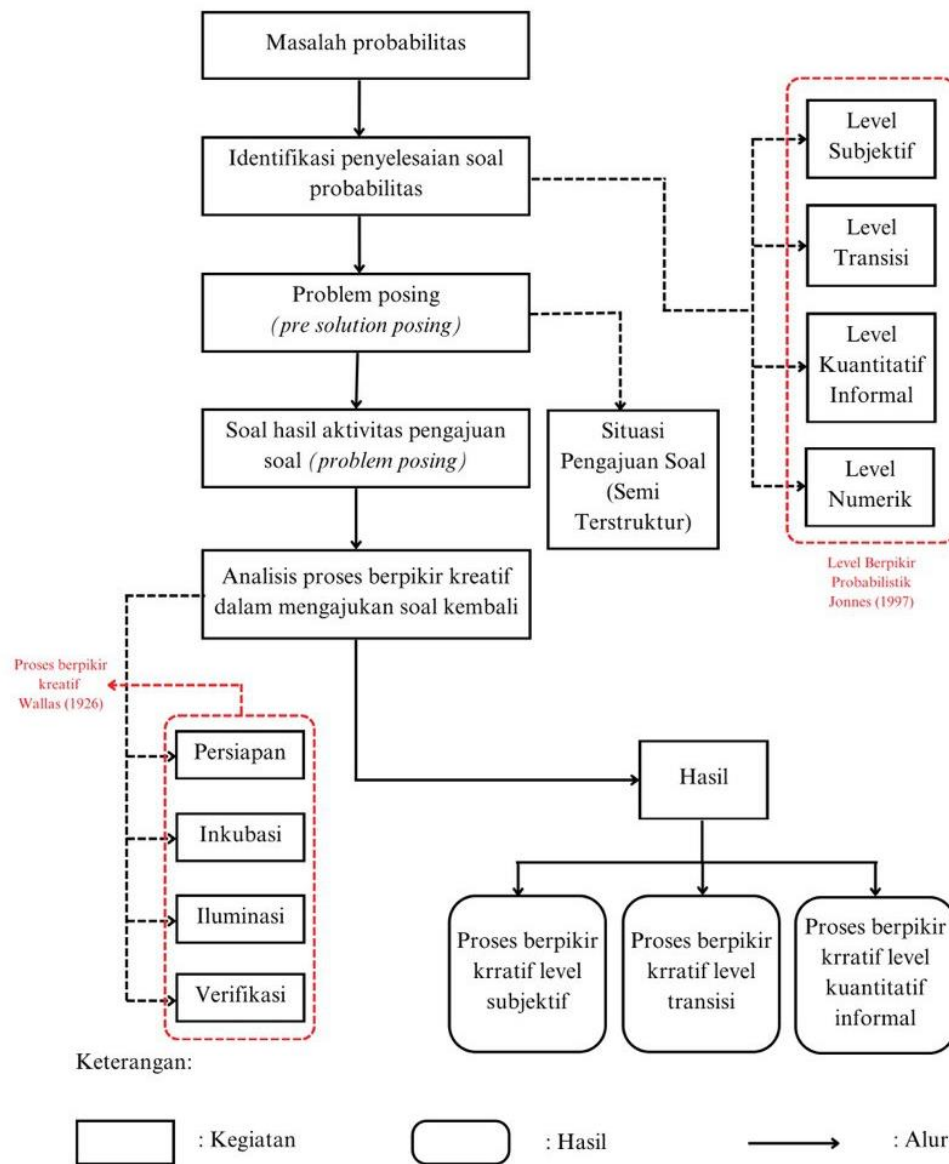 Masalah probabilitas
Identifikasi penyelesaian soal
probabilitas
Problem posing
(pre solution posing)
Soal hasil aktivitas pengajuan
soal (problem posing)
Situasi
Pengajuan Soal
(Semi
Terstruktur)
Level
Subjektif
Level
Transisi
Level
Kuantitatif
Informal
Level
Numerik
Level Berpikir
Probabilistik
Jonnes (1997)
Analisis proses berpikir kreatif
dalam mengajukan soal kembali
Proses berpikir
kreatif
Wallas (1926)
Persiapan
Inkubasi
Iluminasi
Verifikasi
Hasil
Proses berpikir
krratif level
subjektif
Proses berpikir
krratif level
transisi
Proses berpikir
krratif level
kuantitatif
informal
Keterangan:
: Kegiatan
: Hasil
: Alur